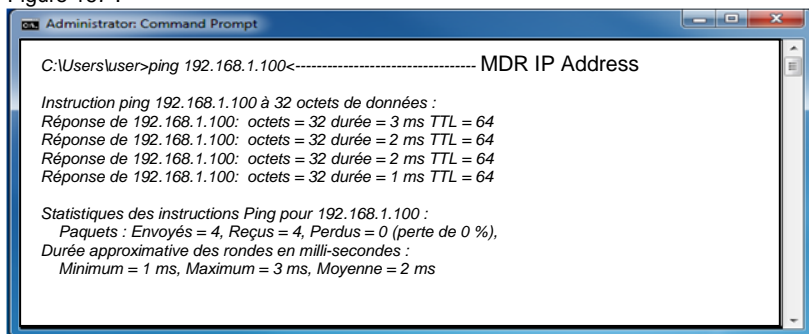 Administrator: Command Prompt
C:\Users\user>ping 192.168.1.100<---------------------------------- MDR IP Address
Instruction ping 192.168.1.100 à 32 octets de données :
Réponse de 192.168.1.100:  octets = 32 durée = 3 ms TTL = 64
Réponse de 192.168.1.100:  octets = 32 durée = 2 ms TTL = 64
Réponse de 192.168.1.100:  octets = 32 durée = 2 ms TTL = 64
Réponse de 192.168.1.100:  octets = 32 durée = 1 ms TTL = 64
Statistiques des instructions Ping pour 192.168.1.100 :
Paquets : Envoyés = 4, Reçus = 4, Perdus = 0 (perte de 0 %),
Durée approximative des rondes en milli-secondes :
Minimum = 1 ms, Maximum = 3 ms, Moyenne = 2 ms